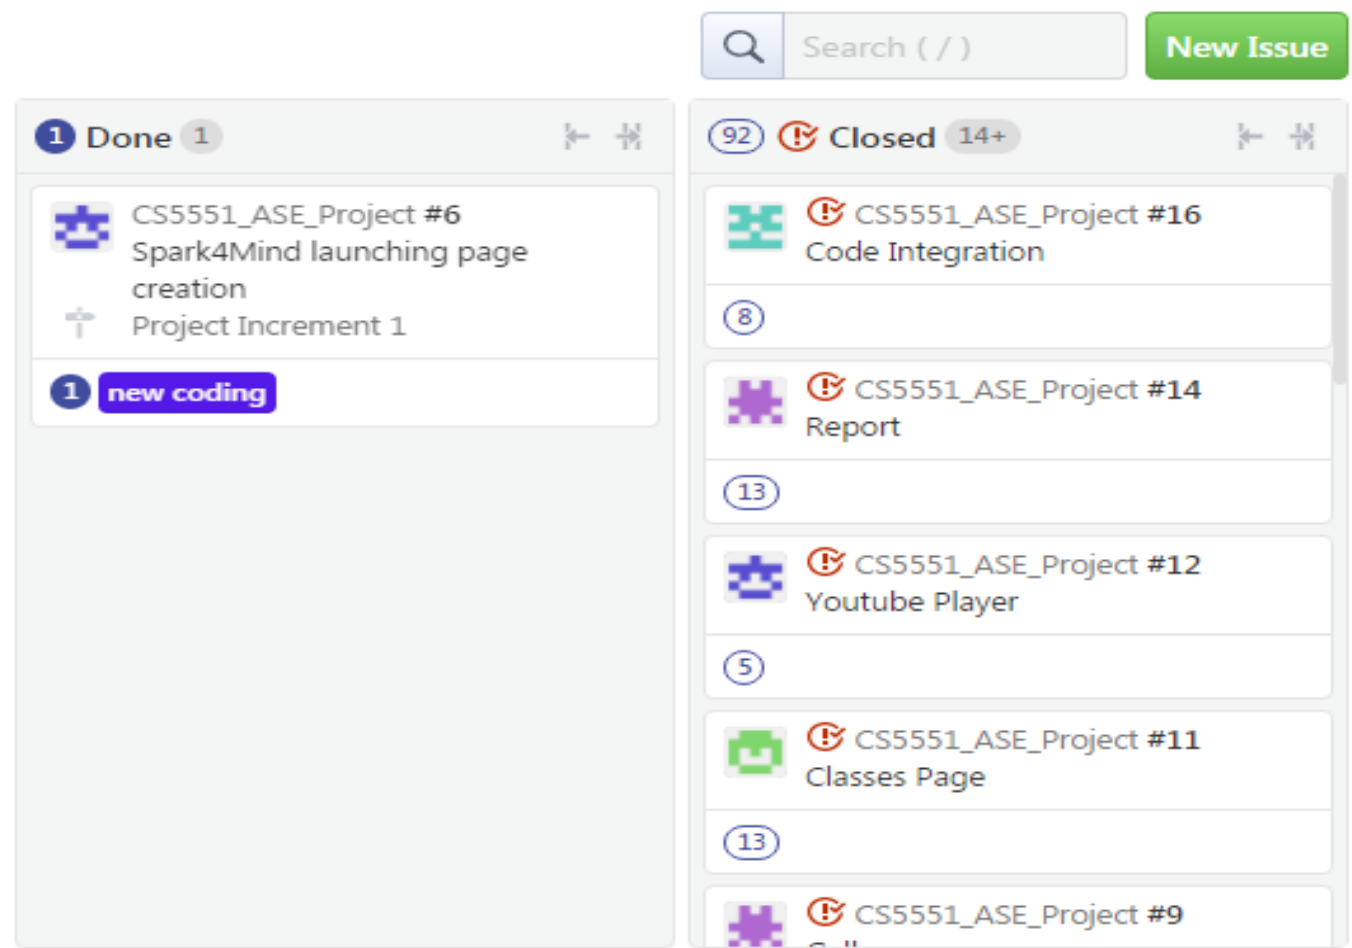 Search ( / )
New Issue
1 Done 1
CS5551_ASE_Project #6
Spark4Mind launching page
creation
Project Increment 1
1 new coding
92 Closed 14+
CS5551_ASE_Project #16
Code Integration
8
CS5551_ASE_Project #14
Report
13
CS5551_ASE_Project #12
Youtube Player
5
CS5551_ASE_Project #11
Classes Page
13
CS5551_ASE_Project #9